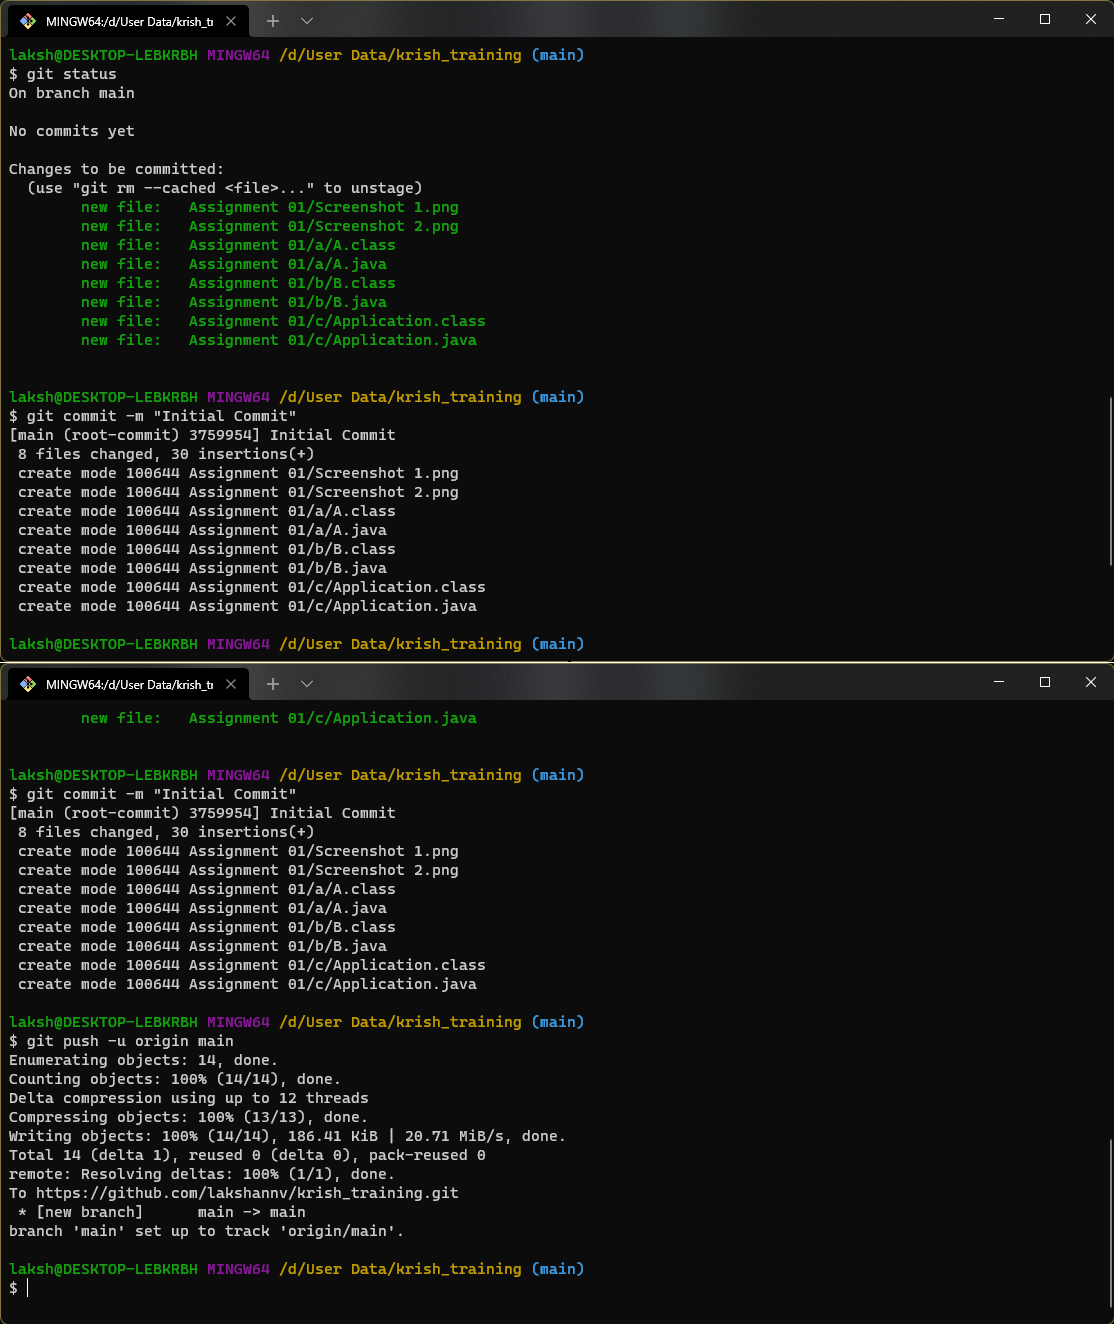 MINGW64:/d/User Data/krish_tr
laksh@DESKTOP-LEBKRBH MINGW64 /d/User Data/krish_training (main)
$ git status
On branch main

No commits yet

Changes to be committed:
  (use "git rm --cached <file>..." to unstage)
        new file:   Assignment 01/Screenshot 1.png
        new file:   Assignment 01/Screenshot 2.png
        new file:   Assignment 01/a/A.class
        new file:   Assignment 01/a/A.java
        new file:   Assignment 01/b/B.class
        new file:   Assignment 01/b/B.java
        new file:   Assignment 01/c/Application.class
        new file:   Assignment 01/c/Application.java

laksh@DESKTOP-LEBKRBH MINGW64 /d/User Data/krish_training (main)
$ git commit -m "Initial Commit"
[main (root-commit) 3759954] Initial Commit
 8 files changed, 30 insertions(+)
 create mode 100644 Assignment 01/Screenshot 1.png
 create mode 100644 Assignment 01/Screenshot 2.png
 create mode 100644 Assignment 01/a/A.class
 create mode 100644 Assignment 01/a/A.java
 create mode 100644 Assignment 01/b/B.class
 create mode 100644 Assignment 01/b/B.java
 create mode 100644 Assignment 01/c/Application.class
 create mode 100644 Assignment 01/c/Application.java

laksh@DESKTOP-LEBKRBH MINGW64 /d/User Data/krish_training (main)
MINGW64:/d/User Data/krish_tr
        new file:   Assignment 01/c/Application.java

laksh@DESKTOP-LEBKRBH MINGW64 /d/User Data/krish_training (main)
$ git commit -m "Initial Commit"
[main (root-commit) 3759954] Initial Commit
 8 files changed, 30 insertions(+)
 create mode 100644 Assignment 01/Screenshot 1.png
 create mode 100644 Assignment 01/Screenshot 2.png
 create mode 100644 Assignment 01/a/A.class
 create mode 100644 Assignment 01/a/A.java
 create mode 100644 Assignment 01/b/B.class
 create mode 100644 Assignment 01/b/B.java
 create mode 100644 Assignment 01/c/Application.class
 create mode 100644 Assignment 01/c/Application.java

laksh@DESKTOP-LEBKRBH MINGW64 /d/User Data/krish_training (main)
$ git push -u origin main
Enumerating objects: 14, done.
Counting objects: 100% (14/14), done.
Delta compression using up to 12 threads
Compressing objects: 100% (13/13), done.
Writing objects: 100% (14/14), 186.41 KiB | 20.71 MiB/s, done.
Total 14 (delta 1), reused 0 (delta 0), pack-reused 0
remote: Resolving deltas: 100% (1/1), done.
To https://github.com/lakshannv/krish_training.git
 * [new branch]      main -> main
branch 'main' set up to track 'origin/main'.

laksh@DESKTOP-LEBKRBH MINGW64 /d/User Data/krish_training (main)
$